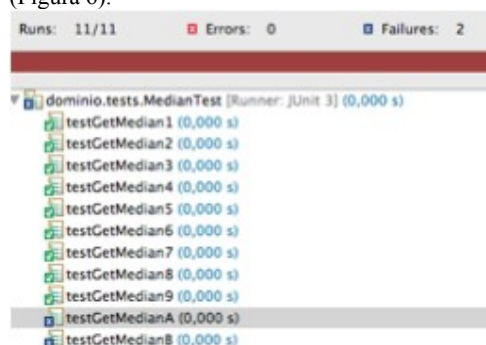 (Figura 6).
Runs: 11/11 Errors: 0 Failures: 2
dominio.tests.MedianTest [Runner: JUnit 3] (0,000 s)
testGetMedian1 (0,000 s)
testGetMedian2 (0,000 s)
testGetMedian3 (0,000 s)
testGetMedian4 (0,000 s)
testGetMedian5 (0,000 s)
testGetMedian6 (0,000 s)
testGetMedian7 (0,000 s)
testGetMedian8 (0,000 s)
testGetMedian9 (0,000 s)
testGetMedianA (0,000 s)
testGetMedianB (0,000 s)